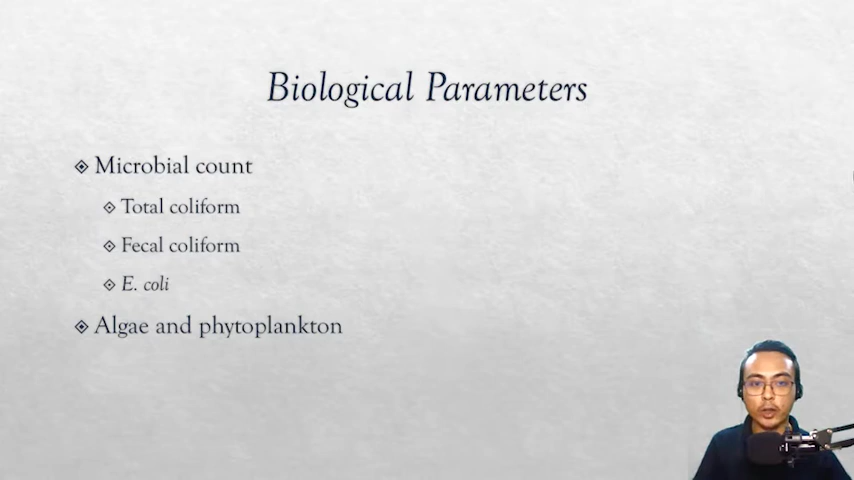 Biological Parameters
Microbial count
Total coliform
Fecal coliform
E. coli
Algae and phytoplankton